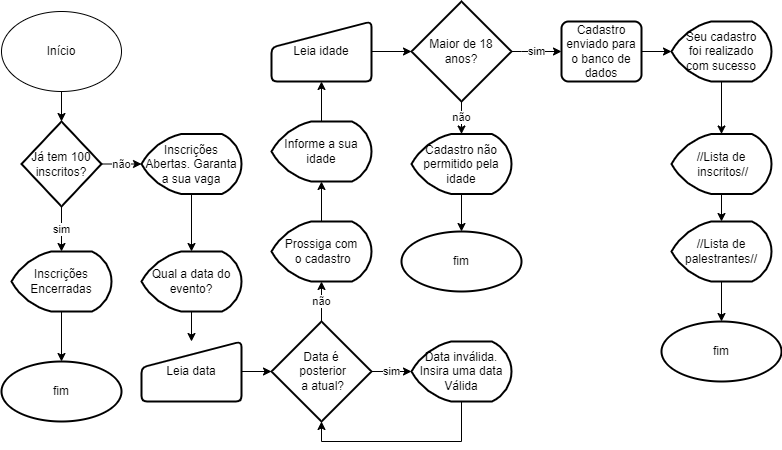 Início
Já tem 100
inscritos?
não
sim
Inscrições
Encerradas
fim
Inscrições
Abertas. Garanta
a sua vaga
Qual a data do
evento?
Leia data
Data é
posterior
a atual?
sim
Data inválida.
Insira uma data
Válida
não
Prossiga com
o cadastro
Informe a sua
idade
Leia idade
Maior de 18
anos?
não
Cadastro não
permitido pela
idade
fim
sim
Cadastro
enviado para
o banco de
dados
Seu cadastro
foi realizado
com sucesso
//Lista de
inscritos//
//Lista de
palestrantes//
fim